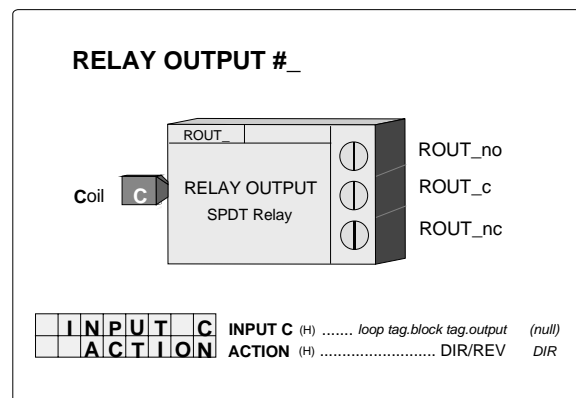 RELAY OUTPUT #_
ROUT_
ROUT_no
RELAY OUTPUT
ROUT_c
Coil
C
SPDT Relay
ROUT_nc
INPUT C
INPUT C (H) ....... loop tag.block tag.output (null)
ACTION
ACTION (H) .......................... DIR/REV DIR